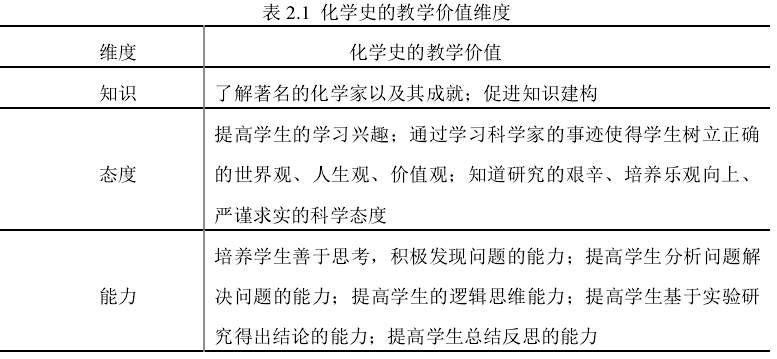 表 2.1 化学史的教学价值维度
维度 化学史的教学价值
知识 了解著名的化学家以及其成就；促进知识建构
提高学生的学习兴趣；通过学习科学家的事迹使得学生树立正确
态度 的世界观、人生观、价值观；知道研究的艰辛、培养乐观向上、
严谨求实的科学态度
培养学生善于思考，积极发现问题的能力；提高学生分析问题解
能力 决问题的能力；提高学生的逻辑思维能力；提高学生基于实验研
究得出结论的能力；提高学生总结反思的能力